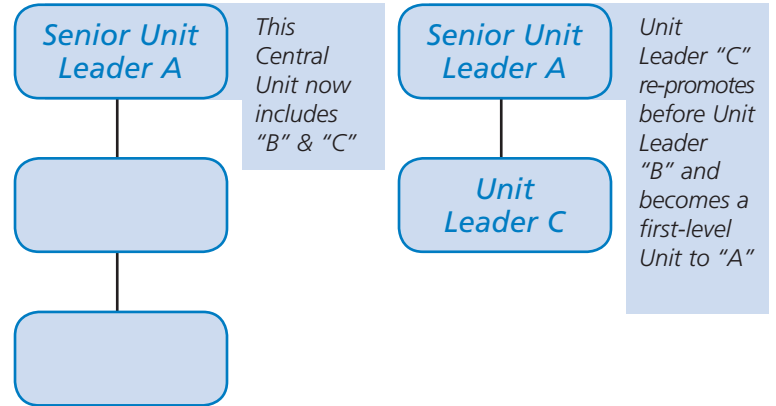 Senior Unit
Leader A
This
Central
Unit now
includes
“B” & “C”
Senior Unit
Leader A
Unit
Leader C
Unit
Leader “C”
re-promotes
before Unit
Leader
“B” and
becomes a
first-level
Unit to “A”